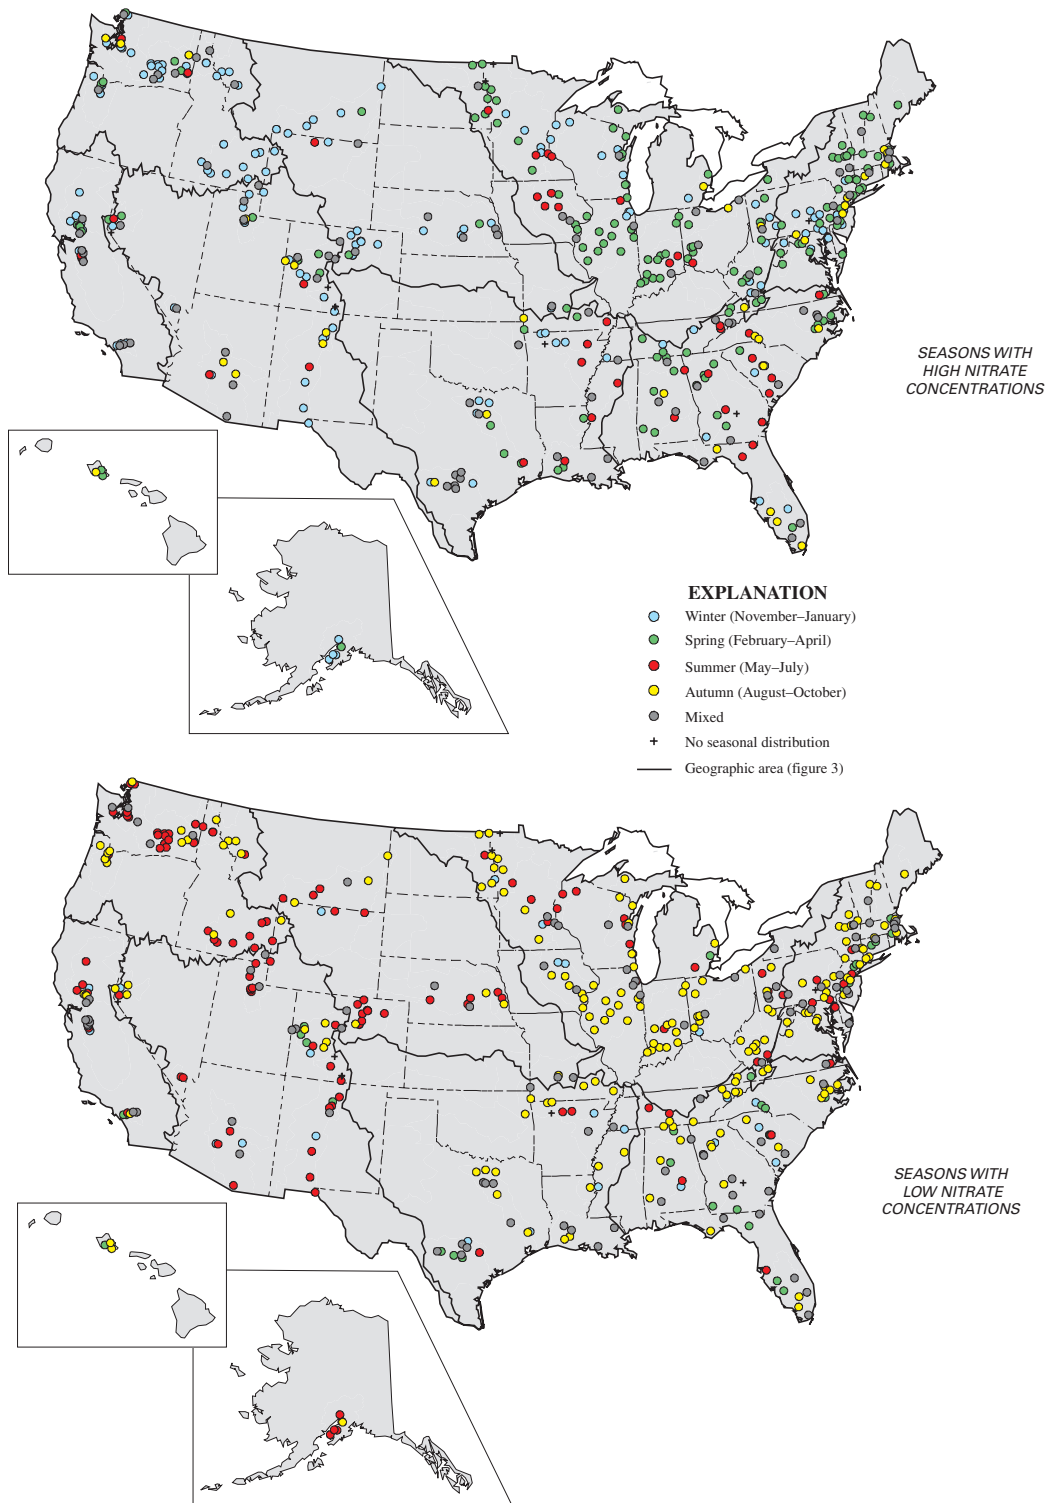 SEASONS WITH
HIGH NITRATE
CONCENTRATIONS
EXPLANATION
Winter (November–January)
Spring (February–April)
Summer (May–July)
Autumn (August–October)
Mixed
No seasonal distribution
Geographic area (figure 3)
SEASONS WITH
LOW NITRATE
CONCENTRATIONS